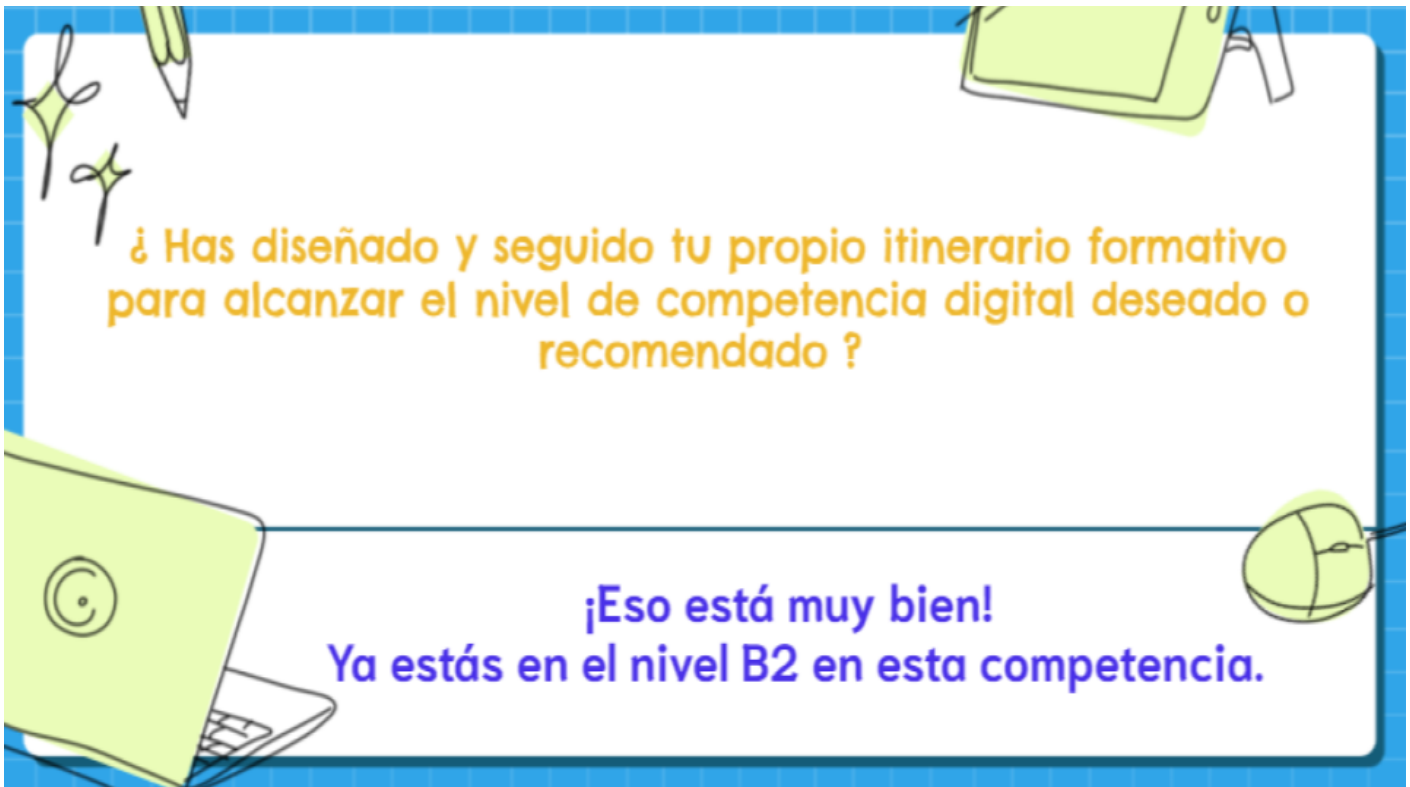 ¿ Has diseñado y seguido tu propio itinerario formativo
para alcanzar el nivel de competencia digital deseado o
recomendado ?
¡Eso está muy bien!
Ya estás en el nivel B2 en esta competencia.